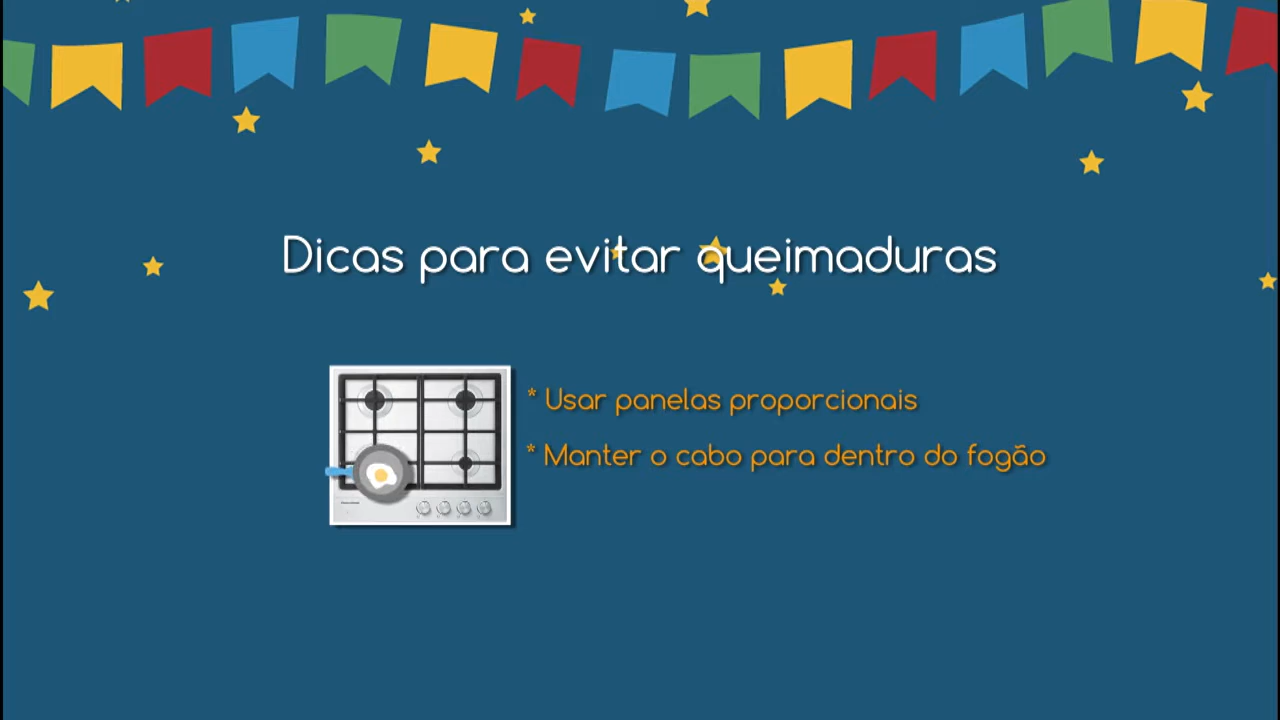 Dicas para evitar queimaduras
* Usar panelas proporcionais
* Manter o cabo para dentro do fogão